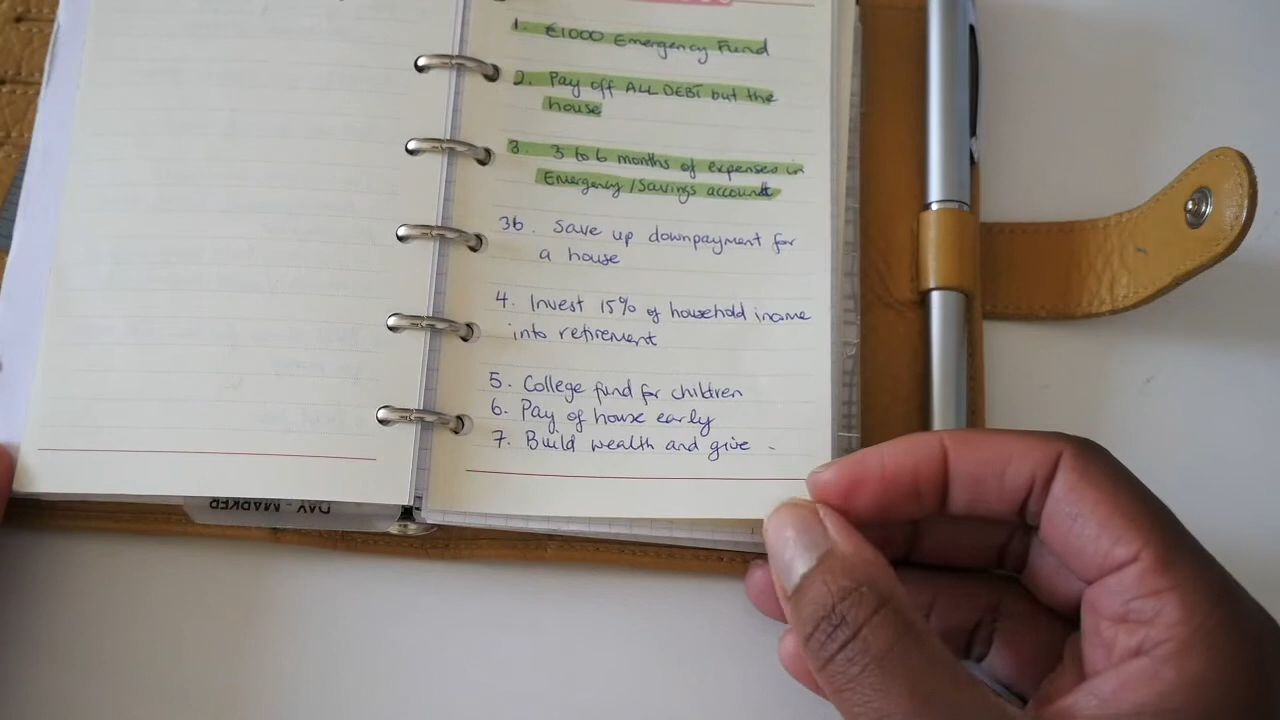 1. €1000 Emergency Fund
2. Pay off ALL DEBT but the
house
3. 3 to 6 months of expenses in
Emergency/Savings account
3b. Save up downpayment for
a house
4. Invest 15% of household income
into retirement
5. College fund for children
6. Pay of house early
7. Build wealth and give
DAY-MARKER